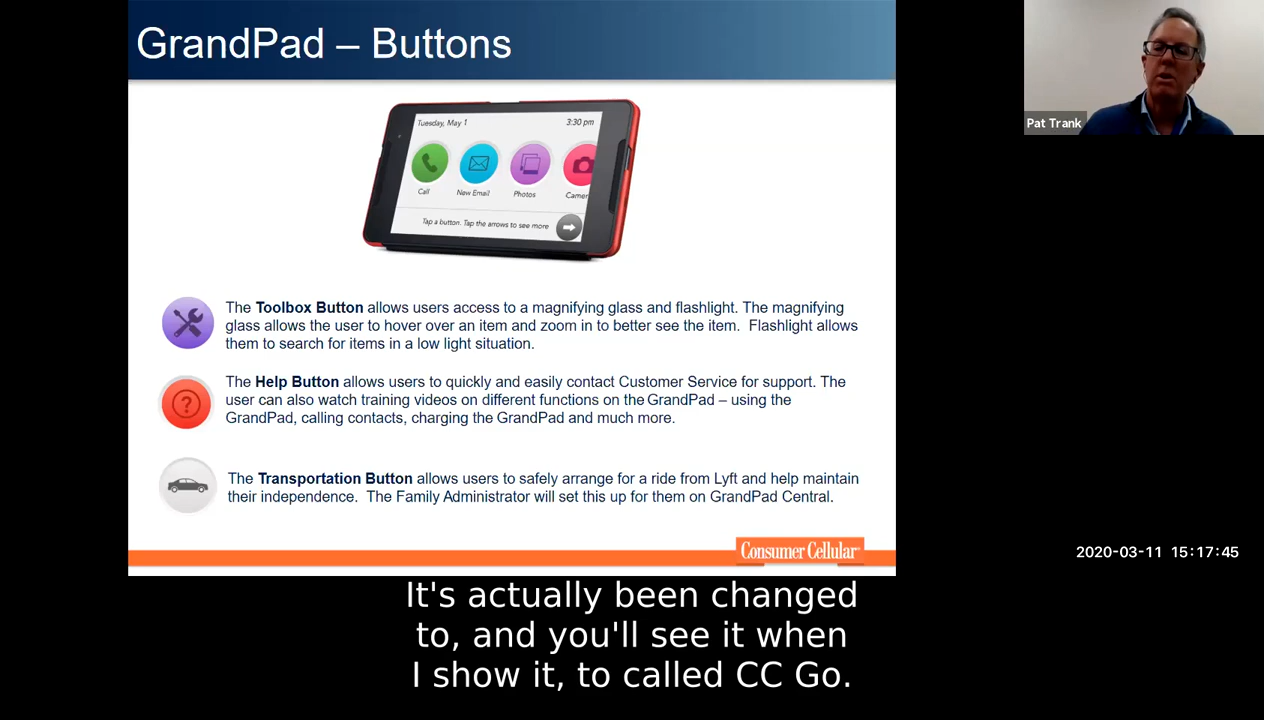 GrandPad – Buttons
Pat Trank
Tuesday, May 1
3:30 pm
Call
New Email
Photos
Camer
Tap a button. Tap the arrows to see more
The Toolbox Button allows users access to a magnifying glass and flashlight. The magnifying
glass allows the user to hover over an item and zoom in to better see the item.  Flashlight allows
them to search for items in a low light situation.
The Help Button allows users to quickly and easily contact Customer Service for support. The
user can also watch training videos on different functions on the GrandPad – using the
GrandPad, calling contacts, charging the GrandPad and much more.
The Transportation Button allows users to safely arrange for a ride from Lyft and help maintain
their independence.  The Family Administrator will set this up for them on GrandPad Central.
Consumer Cellular
2020-03-11 15:17:45
It's actually been changed
to, and you'll see it when
I show it, to called CC Go.